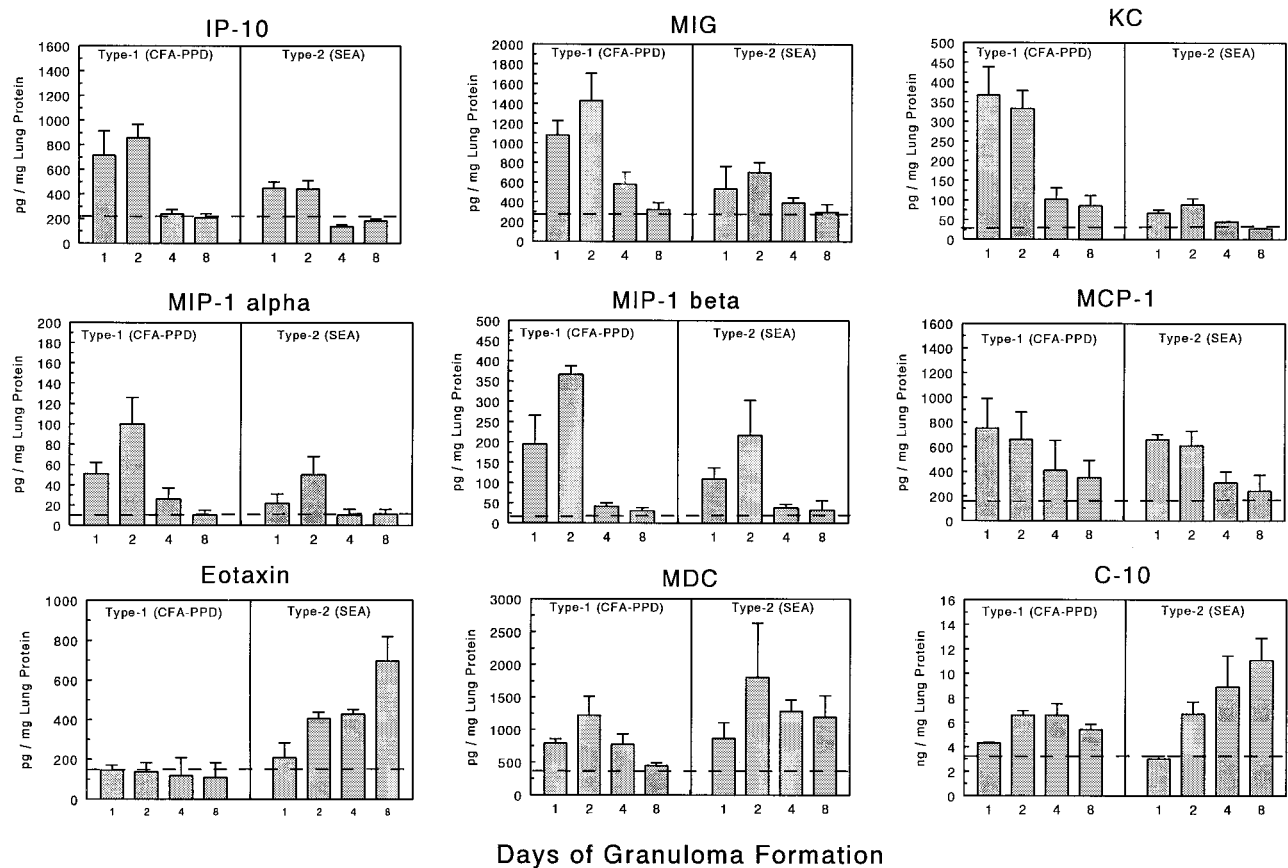 IP-10
MIG
KC
pg / mg Lung Protein
1600
1400
1200
1000
800
600
400
200
0
Type-1 (CFA-PPD)
Type-2 (SEA)
1 2 4 8 1 2 4 8
pg / mg Lung Protein
2000
1800
1600
1400
1200
1000
800
600
400
200
0
Type-1 (CFA-PPD)
Type-2 (SEA)
1 2 4 8 1 2 4 8
pg / mg Lung Protein
500
450
400
350
300
250
200
150
100
50
0
Type-1 (CFA-PPD)
Type-2 (SEA)
1 2 4 8 1 2 4 8
MIP-1 alpha
MIP-1 beta
MCP-1
pg / mg Lung Protein
200
180
160
140
120
100
80
60
40
20
0
Type-1 (CFA-PPD)
Type-2 (SEA)
1 2 4 8 1 2 4 8
pg / mg Lung Protein
500
450
400
350
300
250
200
150
100
50
0
Type-1 (CFA-PPD)
Type-2 (SEA)
1 2 4 8 1 2 4 8
pg / mg Lung Protein
1600
1400
1200
1000
800
600
400
200
0
Type-1 (CFA-PPD)
Type-2 (SEA)
1 2 4 8 1 2 4 8
Eotaxin
MDC
C-10
pg / mg Lung Protein
1000
800
600
400
200
0
Type-1 (CFA-PPD)
Type-2 (SEA)
1 2 4 8 1 2 4 8
pg / mg Lung Protein
3000
2500
2000
1750
1500
1250
1000
500
0
Type-1 (CFA-PPD)
Type-2 (SEA)
1 2 4 8 1 2 4 8
ng / mg Lung Protein
16
14
12
10
8
6
4
2
0
Type-1 (CFA-PPD)
Type-2 (SEA)
1 2 4 8 1 2 4 8
Days of Granuloma Formation